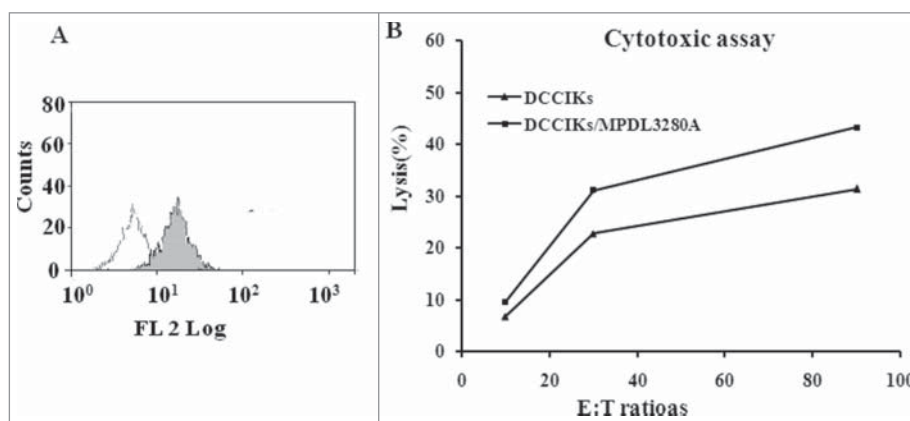 A
80
60
40
20
0
Counts
10^0 10^1 10^2 10^3
FL 2 Log
B
Cytotoxic assay
60
50
40
30
20
10
0
Lysis(%)
DCCIKs
DCCIKs/MPDL3280A
0 20 40 60 80 100
E:T ratioas